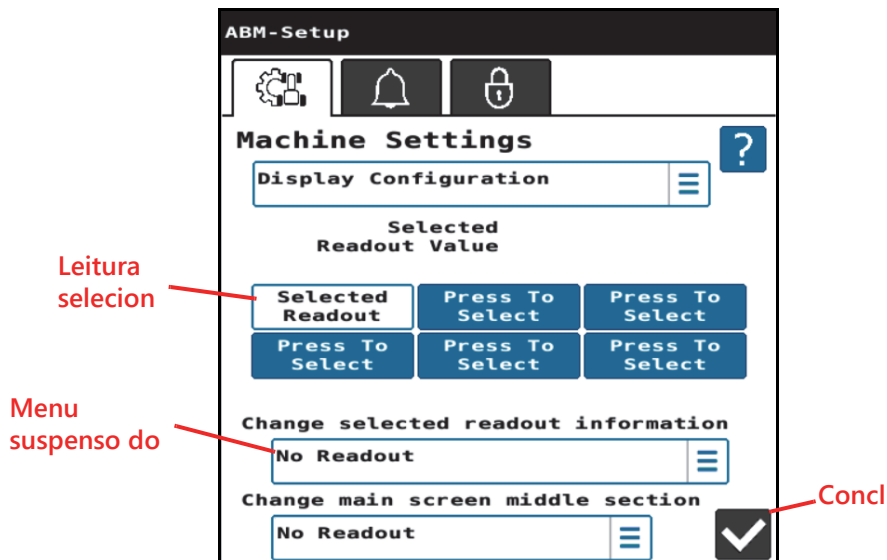 ABM-Setup
Machine Settings
?
Display Configuration
Selected
Readout Value
Leitura
selecion
Selected
Readout
Press To
Select
Press To
Select
Press To
Select
Press To
Select
Press To
Select
Menu
suspenso do
Change selected readout information
No Readout
Change main screen middle section
No Readout
Concl